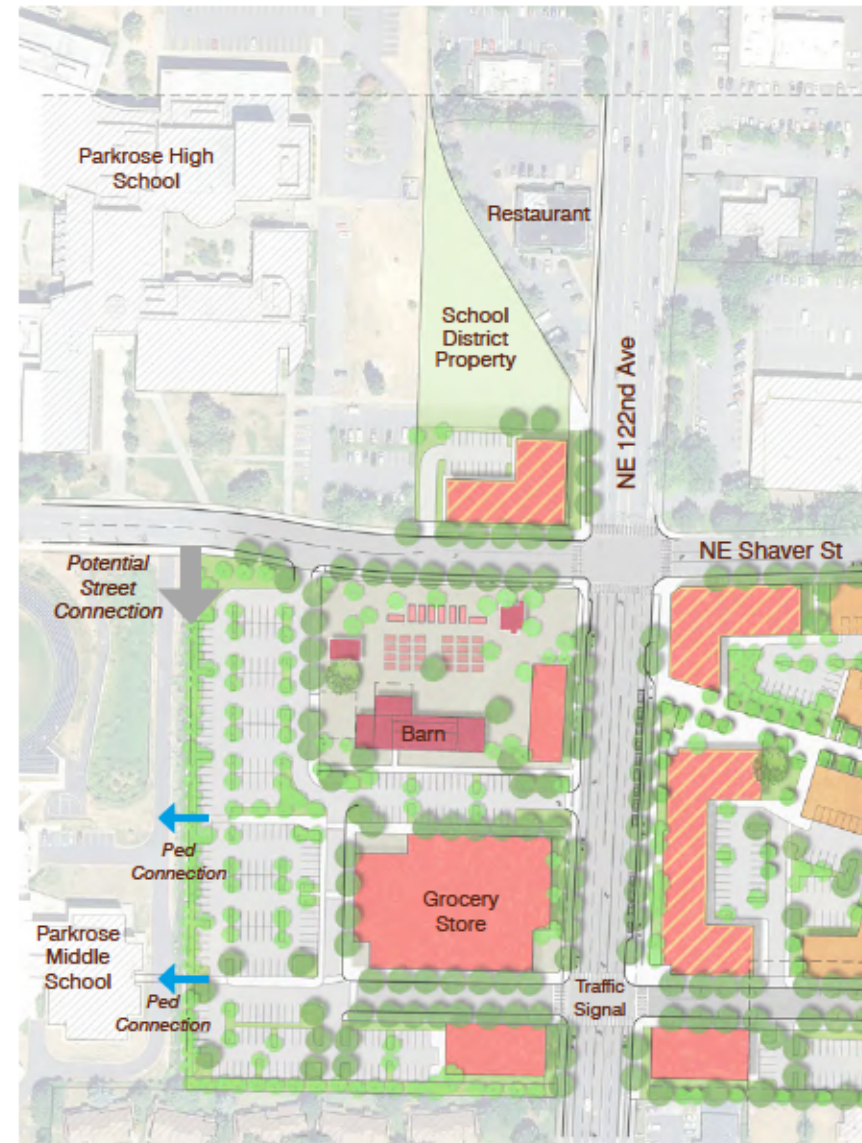 Parkrose High
School
Restaurant
School
District
Property
NE 122nd Ave
NE Shaver St
Potential
Street
Connection
Barn
Ped
Connection
Grocery
Store
Parkrose
Middle
School
Ped
Connection
Traffic
Signal